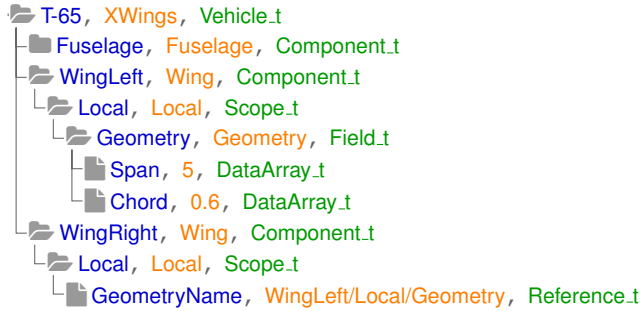 T-65, XWings, Vehicle_t
Fuselage, Fuselage, Component_t
WingLeft, Wing, Component_t
Local, Local, Scope_t
Geometry, Geometry, Field_t
Span, 5, DataArray_t
Chord, 0.6, DataArray_t
WingRight, Wing, Component_t
Local, Local, Scope_t
GeometryName, WingLeft/Local/Geometry, Reference_t